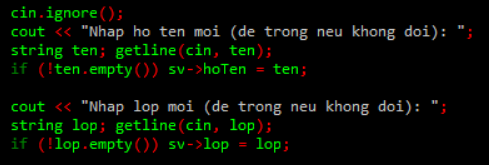 cin.ignore();
cout << "Nhap ho ten moi (de trong neu khong doi): ";
string ten; getline(cin, ten);
if (!ten.empty()) sv->hoTen = ten;

cout << "Nhap lop moi (de trong neu khong doi): ";
string lop; getline(cin, lop);
if (!lop.empty()) sv->lop = lop;